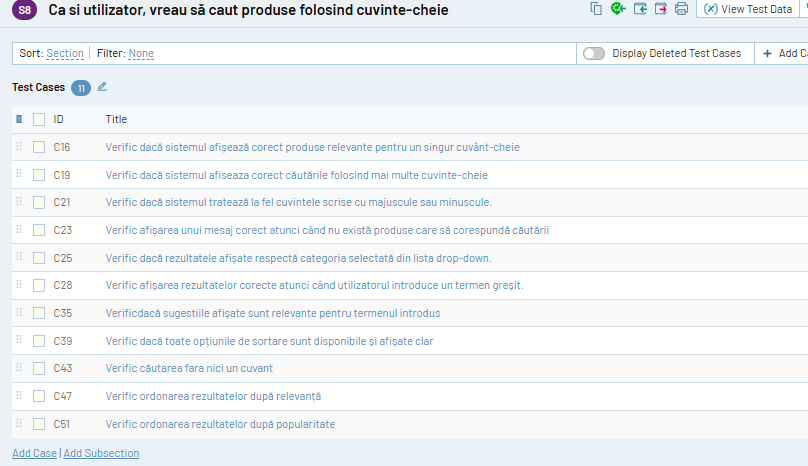 S8 Ca si utilizator, vreau să caut produse folosind cuvinte-cheie
View Test Data
Sort: Section | Filter: None
Display Deleted Test Cases
+ Add C
Test Cases 11
ID Title
C16 Verific dacă sistemul afișează corect produse relevante pentru un singur cuvânt-cheie
C19 Verific dacă sistemul afiseaza corect căutările folosind mai multe cuvinte-cheie
C21 Verific dacă sistemul tratează la fel cuvintele scrise cu majuscule sau minuscule.
C23 Verific afișarea unui mesaj corect atunci când nu există produse care să corespundă căutării
C25 Verific dacă rezultatele afișate respectă categoria selectată din lista drop-down.
C28 Verific afișarea rezultatelor corecte atunci când utilizatorul introduce un termen greșit.
C35 Verificdacă sugestiile afișate sunt relevante pentru termenul introdus
C39 Verific dacă toate opțiunile de sortare sunt disponibile și afișate clar
C43 Verific căutarea fara nici un cuvant
C47 Verific ordonarea rezultatelor după relevanță
C51 Verific ordonarea rezultatelor după popularitate
Add Case | Add Subsection